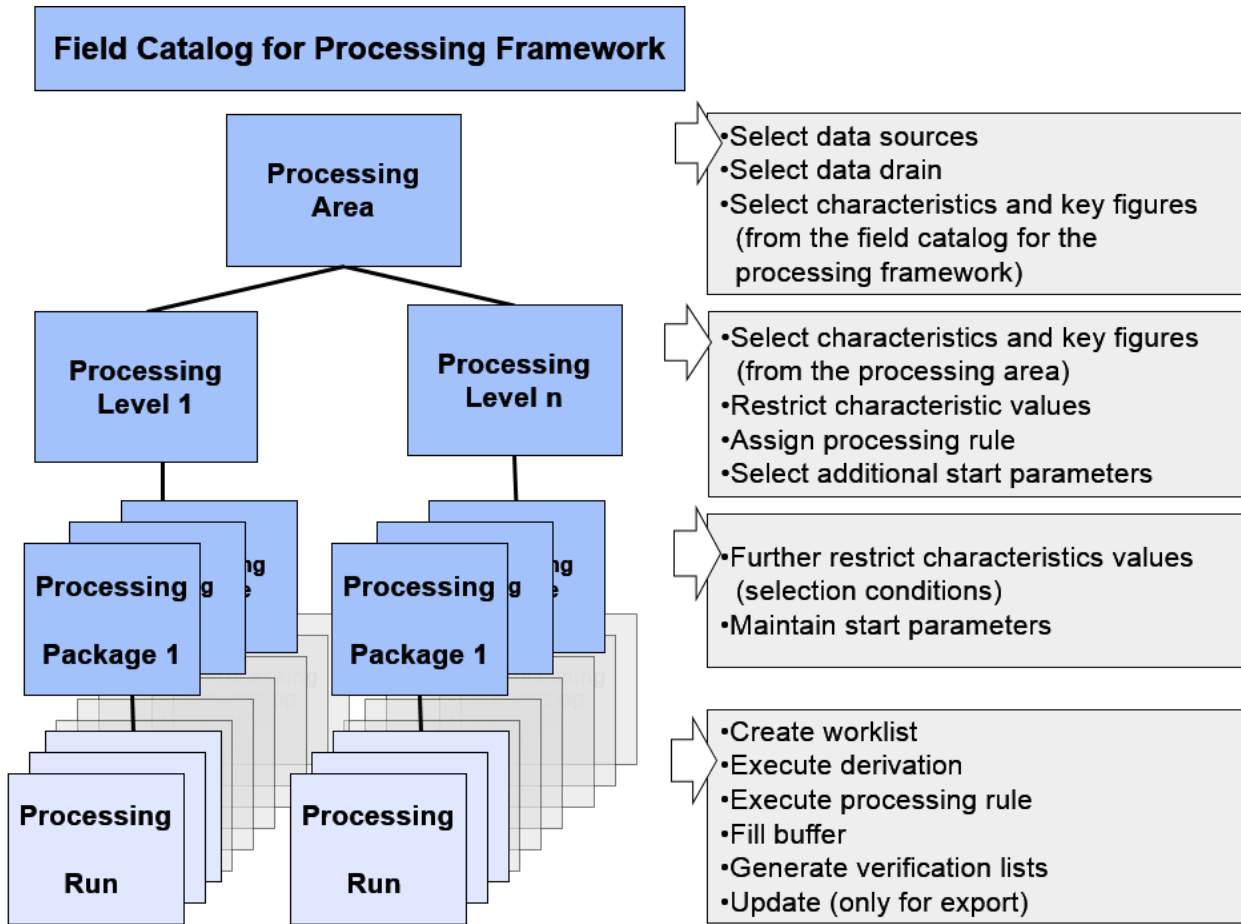 Field Catalog for Processing Framework
Processing
Area
•Select data sources
•Select data drain
•Select characteristics and key figures
(from the field catalog for the
processing framework)
Processing
Level 1
Processing
Level n
•Select characteristics and key figures
(from the processing area)
•Restrict characteristic values
•Assign processing rule
•Select additional start parameters
Processing
Package 1
Processing
Package 1
•Further restrict characteristics values
(selection conditions)
•Maintain start parameters
Processing
Run
Processing
Run
•Create worklist
•Execute derivation
•Execute processing rule
•Fill buffer
•Generate verification lists
•Update (only for export)